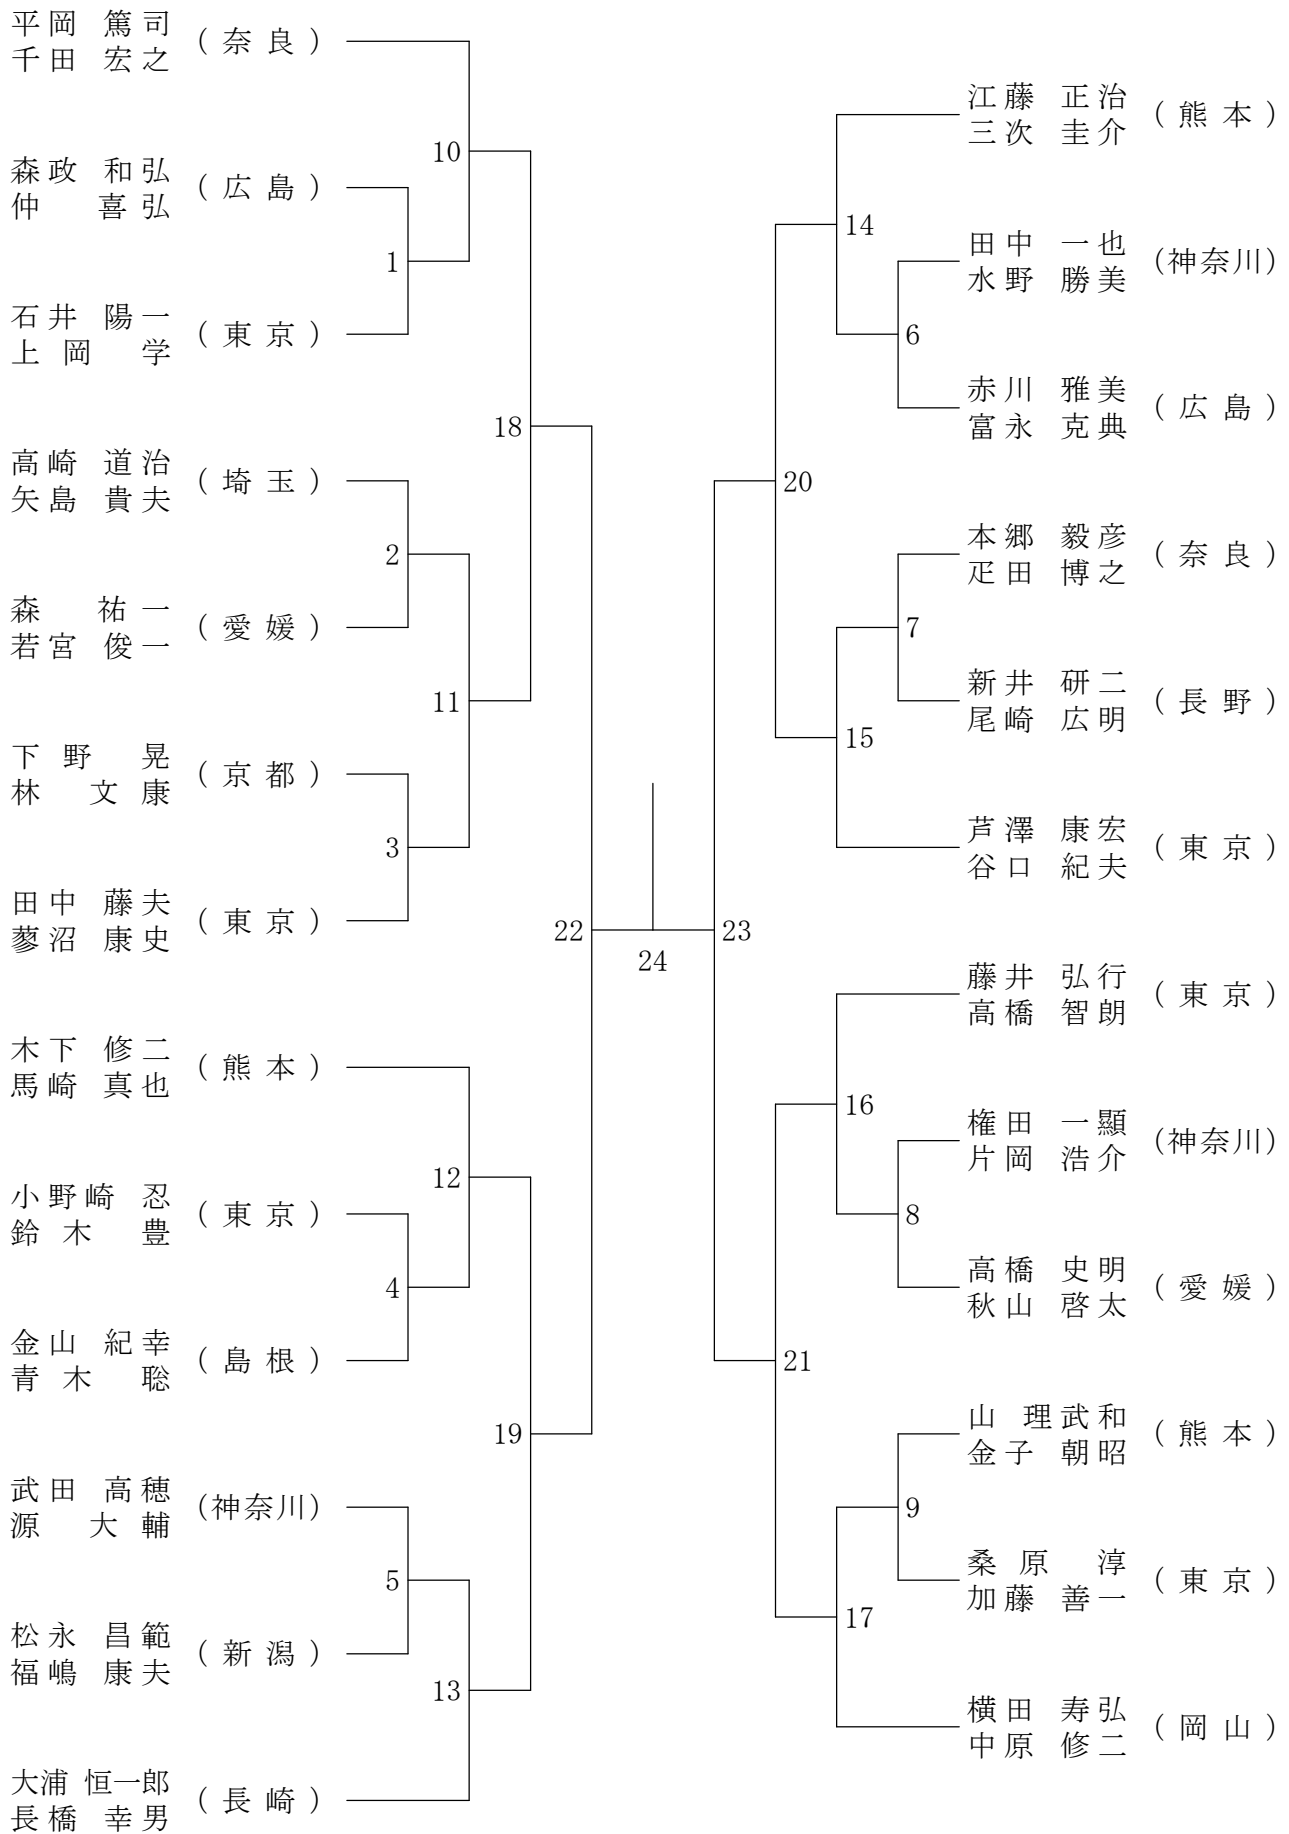 平岡 篤司
千田 宏之
(奈良)
森政 和弘
仲 喜弘
(広島)
石井 陽一
上岡 学
(東京)
高崎 道治
矢島 貴夫
(埼玉)
森 祐一
若宮 俊一
(愛媛)
下野 晃
林 文康
(京都)
田中 藤夫
蓼沼 康史
(東京)
木下 修二
馬崎 真也
(熊本)
小野崎 忍
鈴木 豊
(東京)
金山 紀幸
青木 聡
(島根)
武田 高穂
源 大輔
(神奈川)
松永 昌範
福嶋 康夫
(新潟)
大浦 恒一郎
長橋 幸男
(長崎)
10
1
18
2
11
3
22
12
4
19
5
13
24
14
6
20
7
15
23
16
8
21
9
17
江藤 正治
三次 圭介
(熊本)
田中 一也
水野 勝美
(神奈川)
赤川 雅美
富永 克典
(広島)
本郷 毅彦
疋田 博之
(奈良)
新井 研二
尾崎 広明
(長野)
芦澤 康宏
谷口 紀夫
(東京)
藤井 弘行
高橋 智朗
(東京)
権田 一顯
片岡 浩介
(神奈川)
高橋 史明
秋山 啓太
(愛媛)
山 理武和
金子 朝昭
(熊本)
桑原 淳
加藤 善一
(東京)
横田 寿弘
中原 修二
(岡山)